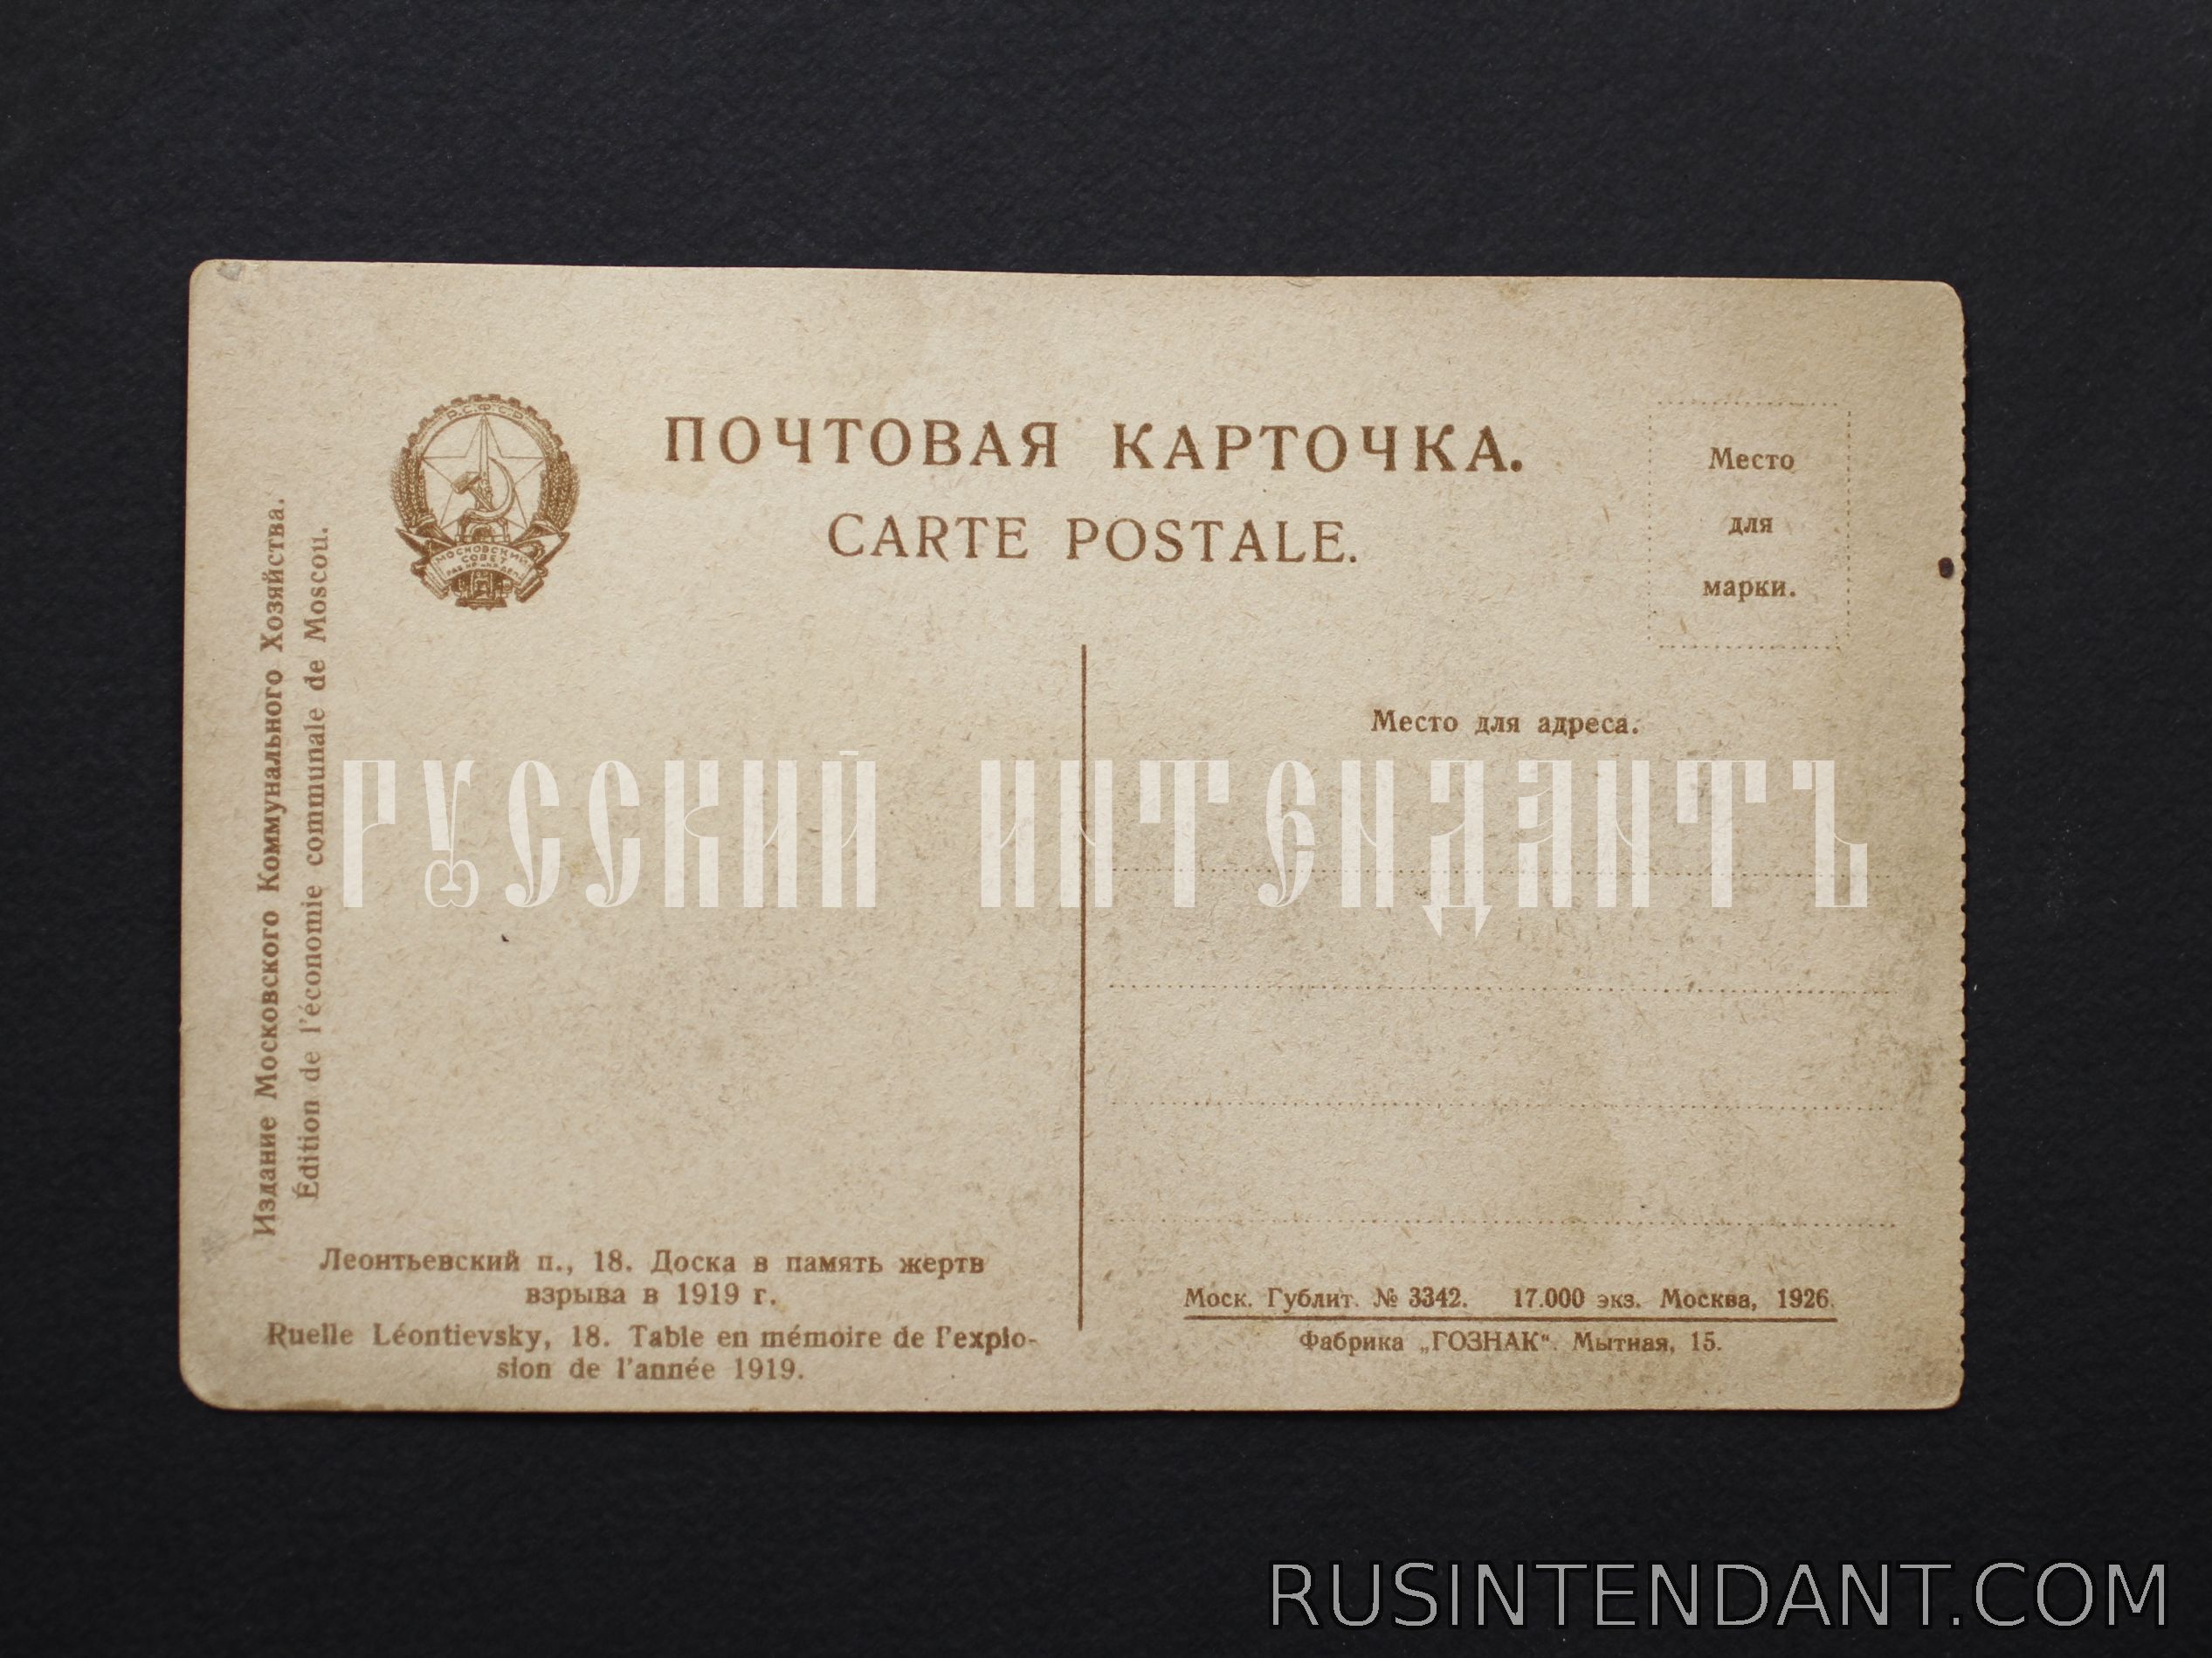 Р.С.Ф.С.Р.
МОСКОВСКИЙ
СОВЕТ
ПОЧТОВАЯ КАРТОЧКА.
CARTE POSTALE.
Место
для
марки.
Издание Московского Коммунального Хозяйства.
Édition de l'économie communale de Moscou.
Место для адреса.
РУССКИЙ ИНТЕНДАНТЪ
Леонтьевский п., 18. Доска в память жертв
взрыва в 1919 г.
Ruelle Léontievsky, 18. Table en mémoire de l'explo-
sion de l'année 1919.
Моск. Гублит. № 3342. 17.000 экз. Москва, 1926.
Фабрика „ГОЗНАК“. Мытная, 15.
RUSINTENDANT.COM